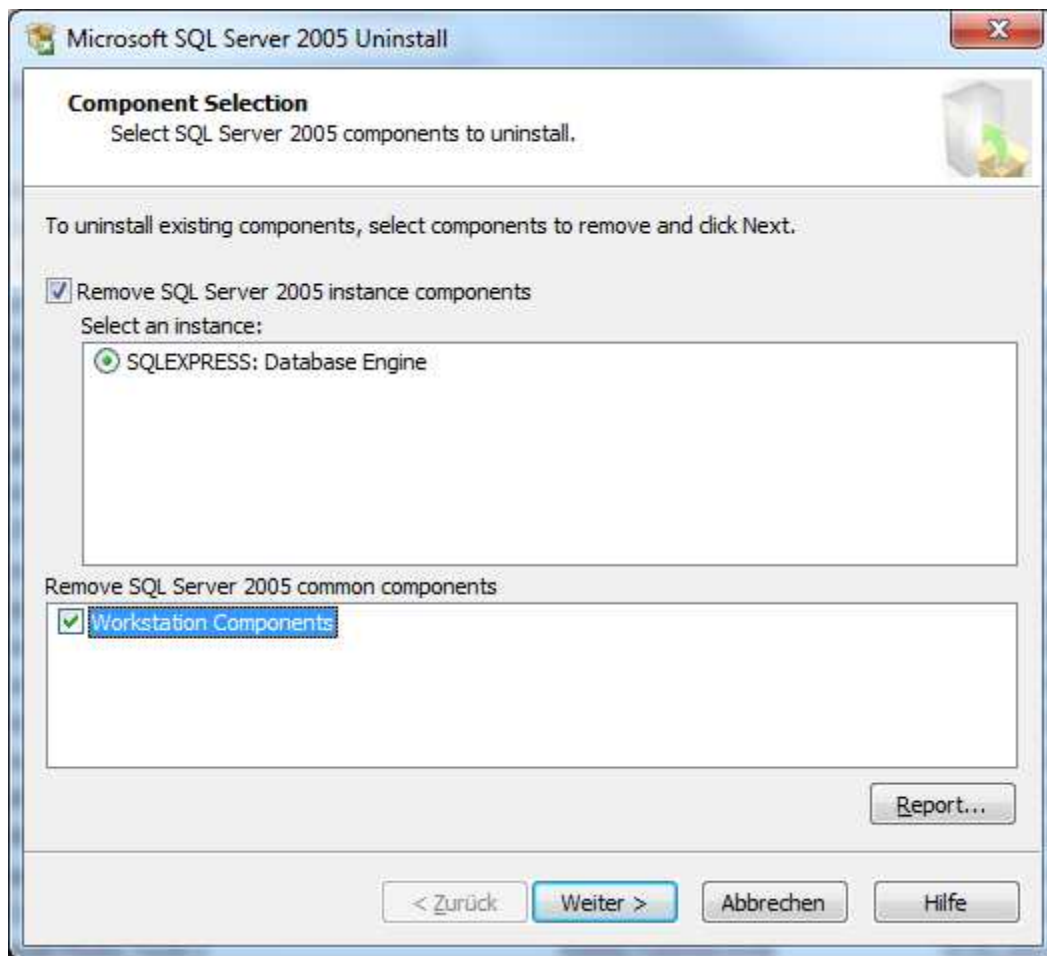 Microsoft SQL Server 2005 Uninstall
Component Selection
Select SQL Server 2005 components to uninstall.
To uninstall existing components, select components to remove and click Next.
Remove SQL Server 2005 instance components
Select an instance:
SQLEXPRESS: Database Engine
Remove SQL Server 2005 common components
Workstation Components
Report...
< Zurück
Weiter >
Abbrechen
Hilfe